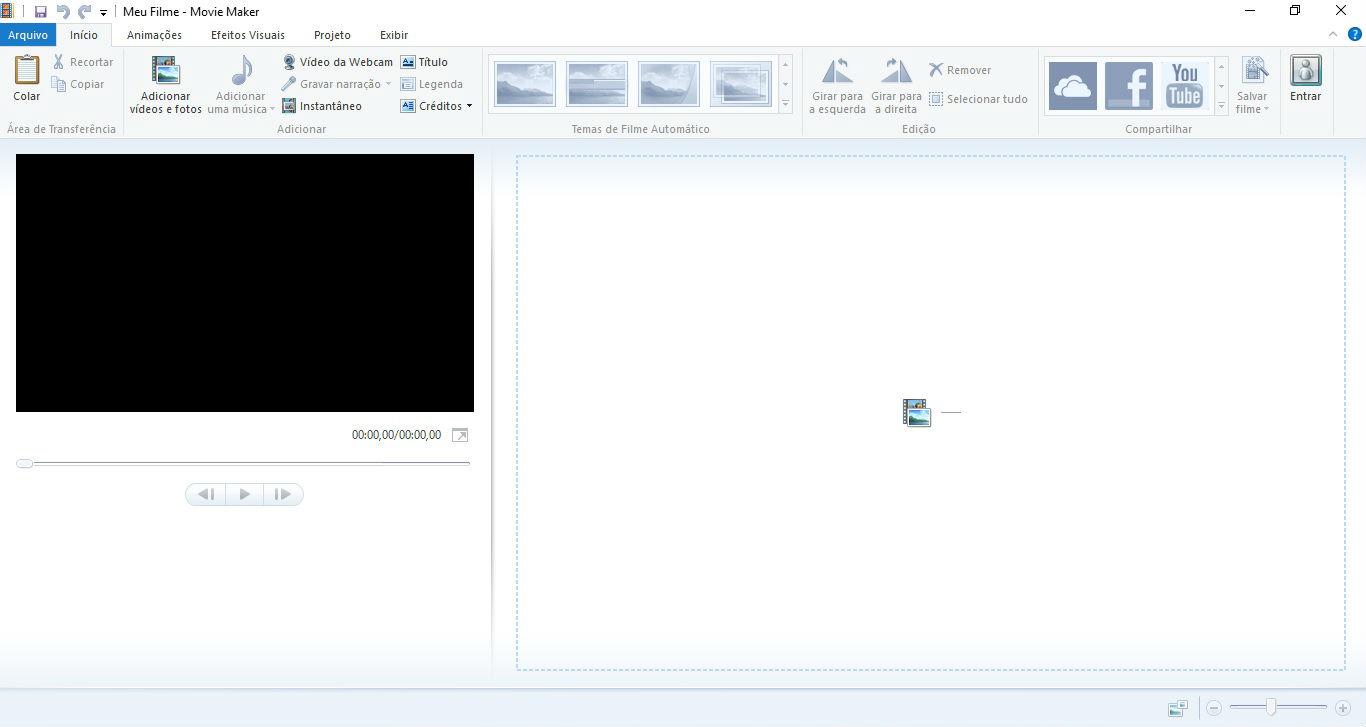 Meu Filme - Movie Maker
Arquivo Início Animações Efeitos Visuais Projeto Exibir
?
Colar
Recortar
Copiar
Área de Transferência
Adicionar
vídeos e fotos
Adicionar
uma música
Vídeo da Webcam
Gravar narração
Instantâneo
Título
Legenda
Créditos
Adicionar
Temas de Filme Automático
Girar para
a esquerda
Girar para
a direita
Remover
Selecionar tudo
Edição
f
You
Tube
Compartilhar
Salvar
filme
Entrar
00:00,00/00:00,00